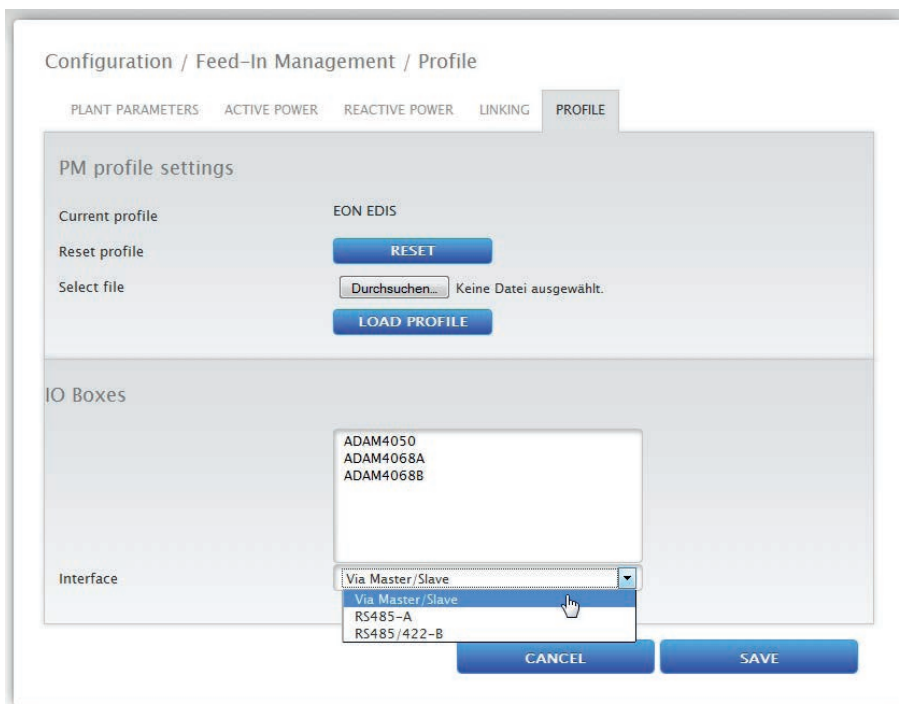 Configuration / Feed-In Management / Profile
PLANT PARAMETERS ACTIVE POWER REACTIVE POWER LINKING PROFILE
PM profile settings
Current profile EON EDIS
Reset profile RESET
Select file Durchsuchen... Keine Datei ausgewählt.
LOAD PROFILE
IO Boxes
ADAM4050
ADAM4068A
ADAM4068B
Interface Via Master/Slave
Via Master/Slave
RS485-A
RS485/422-B
CANCEL SAVE